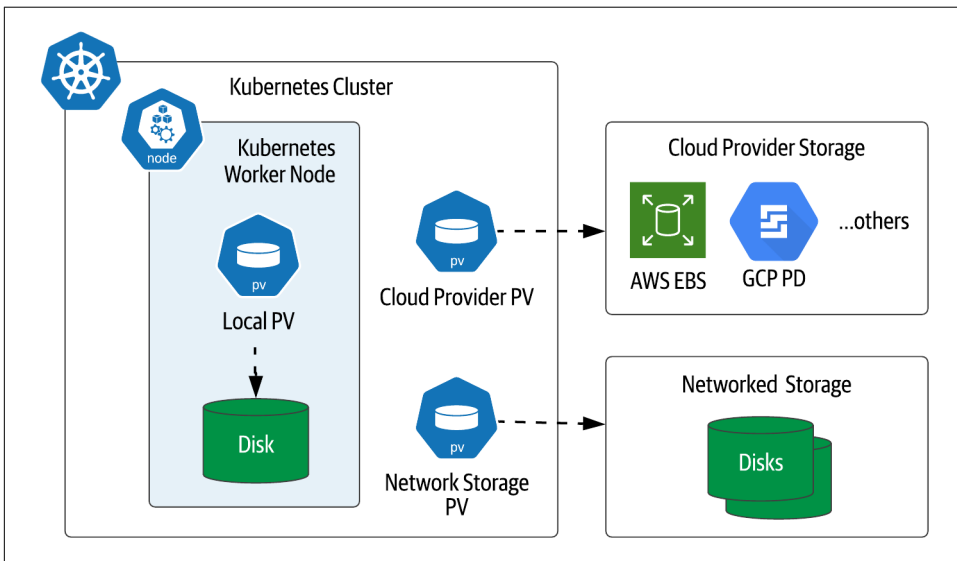 Kubernetes Cluster
node
Kubernetes
Worker Node
pv
Local PV
Disk
pv
Cloud Provider PV
pv
Network Storage
PV
Cloud Provider Storage
AWS EBS
GCP PD
...others
Networked Storage
Disks